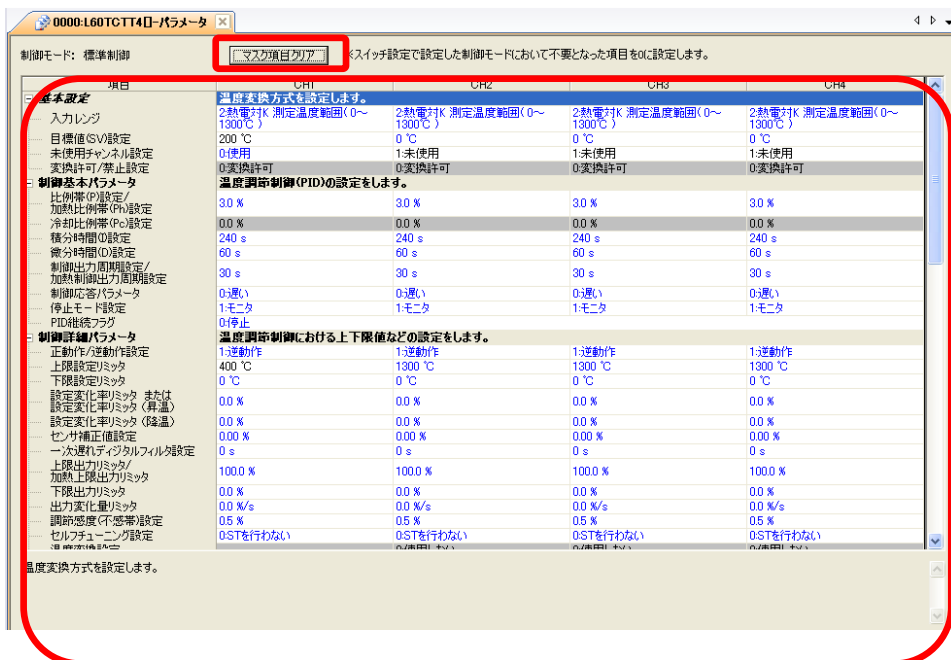 0000:L60TCTT4[]-パラメータ
制御モード: 標準制御 マスク項目クリア ※スイッチ設定で設定した制御モードにおいて不要となった項目を0に設定します。
項目 CH1 CH2 CH3 CH4
基本設定 温度変換方式を設定します。
入力レンジ 2:熱電対K 測定温度範囲(0~1300℃) 2:熱電対K 測定温度範囲(0~1300℃) 2:熱電対K 測定温度範囲(0~1300℃) 2:熱電対K 測定温度範囲(0~1300℃)
目標値(SV)設定 200 ℃ 0 ℃ 0 ℃ 0 ℃
未使用チャンネル設定 0:使用 1:未使用 1:未使用 1:未使用
変換許可/禁止設定 0:変換許可 0:変換許可 0:変換許可 0:変換許可
制御基本パラメータ 温度調節制御(PID)の設定をします。
比例帯(P)設定/
加熱比例帯(Ph)設定 3.0 % 3.0 % 3.0 % 3.0 %
冷却比例帯(Pc)設定 0.0 % 0.0 % 0.0 % 0.0 %
積分時間(I)設定 240 s 240 s 240 s 240 s
微分時間(D)設定 60 s 60 s 60 s 60 s
制御出力周期設定/
加熱制御出力周期設定 30 s 30 s 30 s 30 s
制御応答パラメータ 0:遅い 0:遅い 0:遅い 0:遅い
停止モード設定 1:モニタ 1:モニタ 1:モニタ 1:モニタ
PID継続フラグ 0:停止
制御詳細パラメータ 温度調節制御における上下限値などの設定をします。
正動作/逆動作設定 1:逆動作 1:逆動作 1:逆動作 1:逆動作
上限設定リミッタ 400 ℃ 1300 ℃ 1300 ℃ 1300 ℃
下限設定リミッタ 0 ℃ 0 ℃ 0 ℃ 0 ℃
設定変化率リミッタ または
設定変化率リミッタ(昇温) 0.0 % 0.0 % 0.0 % 0.0 %
設定変化率リミッタ(降温) 0.0 % 0.0 % 0.0 % 0.0 %
センサ補正値設定 0.00 % 0.00 % 0.00 % 0.00 %
一次遅れディジタルフィルタ設定 0 s 0 s 0 s 0 s
上限出力リミッタ/
加熱上限出力リミッタ 100.0 % 100.0 % 100.0 % 100.0 %
下限出力リミッタ 0.0 % 0.0 % 0.0 % 0.0 %
出力変化量リミッタ 0.0 %/s 0.0 %/s 0.0 %/s 0.0 %/s
調節感度(不感帯)設定 0.5 % 0.5 % 0.5 % 0.5 %
セルフチューニング設定 0:STを行わない 0:STを行わない 0:STを行わない 0:STを行わない
温度変換設定 0:使用しない 0:使用しない 0:使用しない
温度変換方式を設定します。